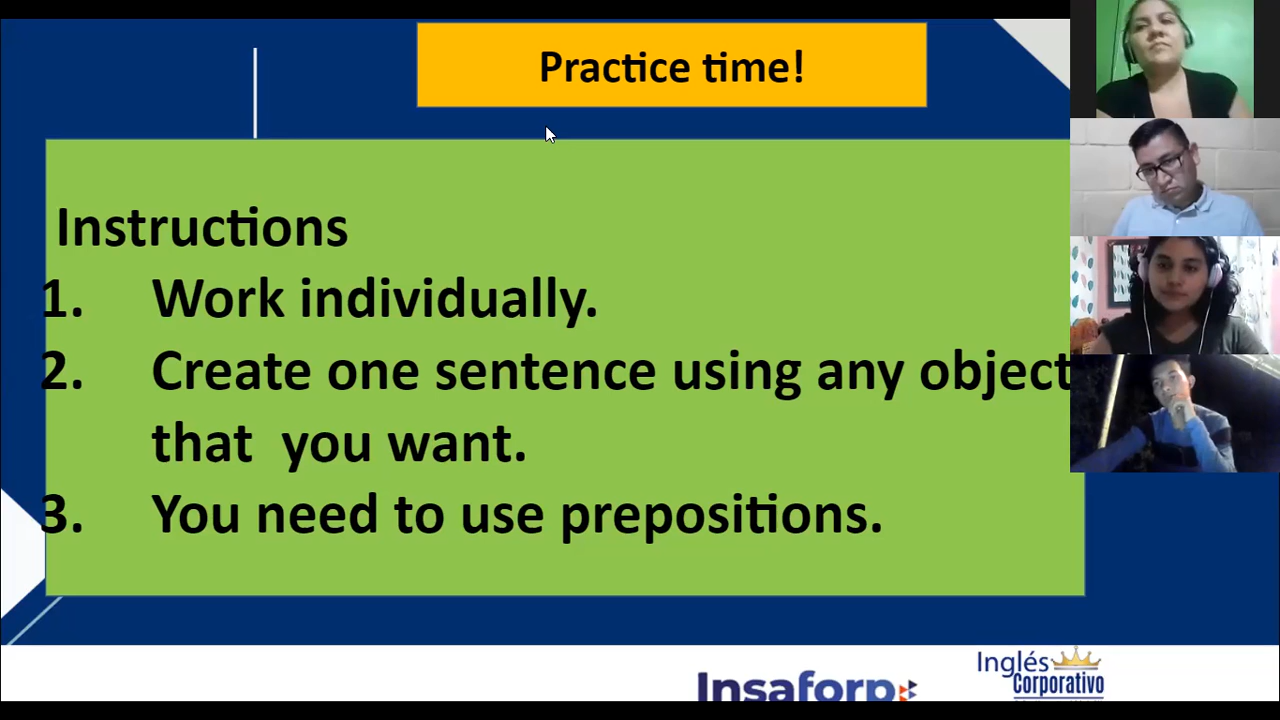 Practice time!
Instructions
1. Work individually.
2. Create one sentence using any object
that you want.
3. You need to use prepositions.
Insaforp
Inglés
Corporativo